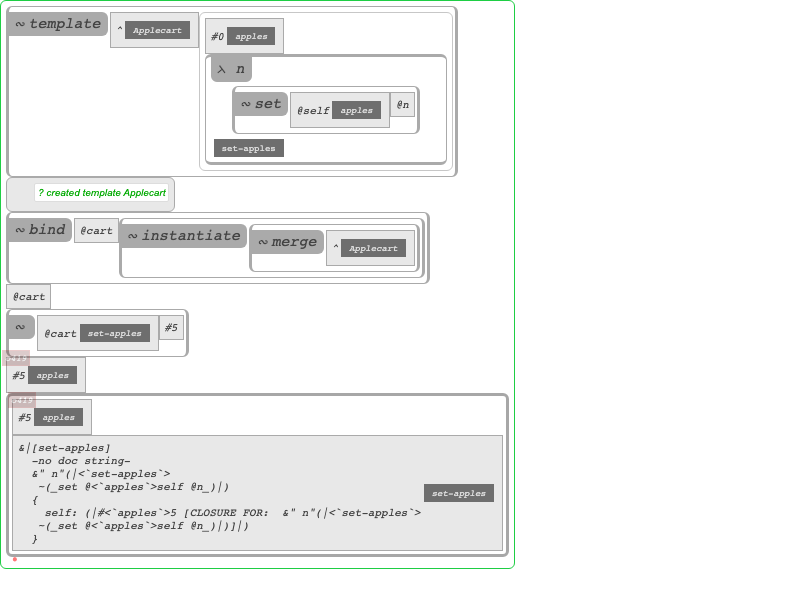 ~ template ^ Applecart #0 apples
⋋ n
~ set @self apples @n
set-apples
? created template Applecart
~ bind @cart ~ instantiate ~ merge ^ Applecart
@cart
~ @cart set-apples #5
#5 apples
#5 apples
&|[set-apples]
-no doc string-
&" n"(|<`set-apples`>
~(_set @<`apples`>self @n_)|)
set-apples
{
self: (|#<`apples`>5 [CLOSURE FOR:  &" n"(|<`set-apples`>
~(_set @<`apples`>self @n_)|)]|)
}